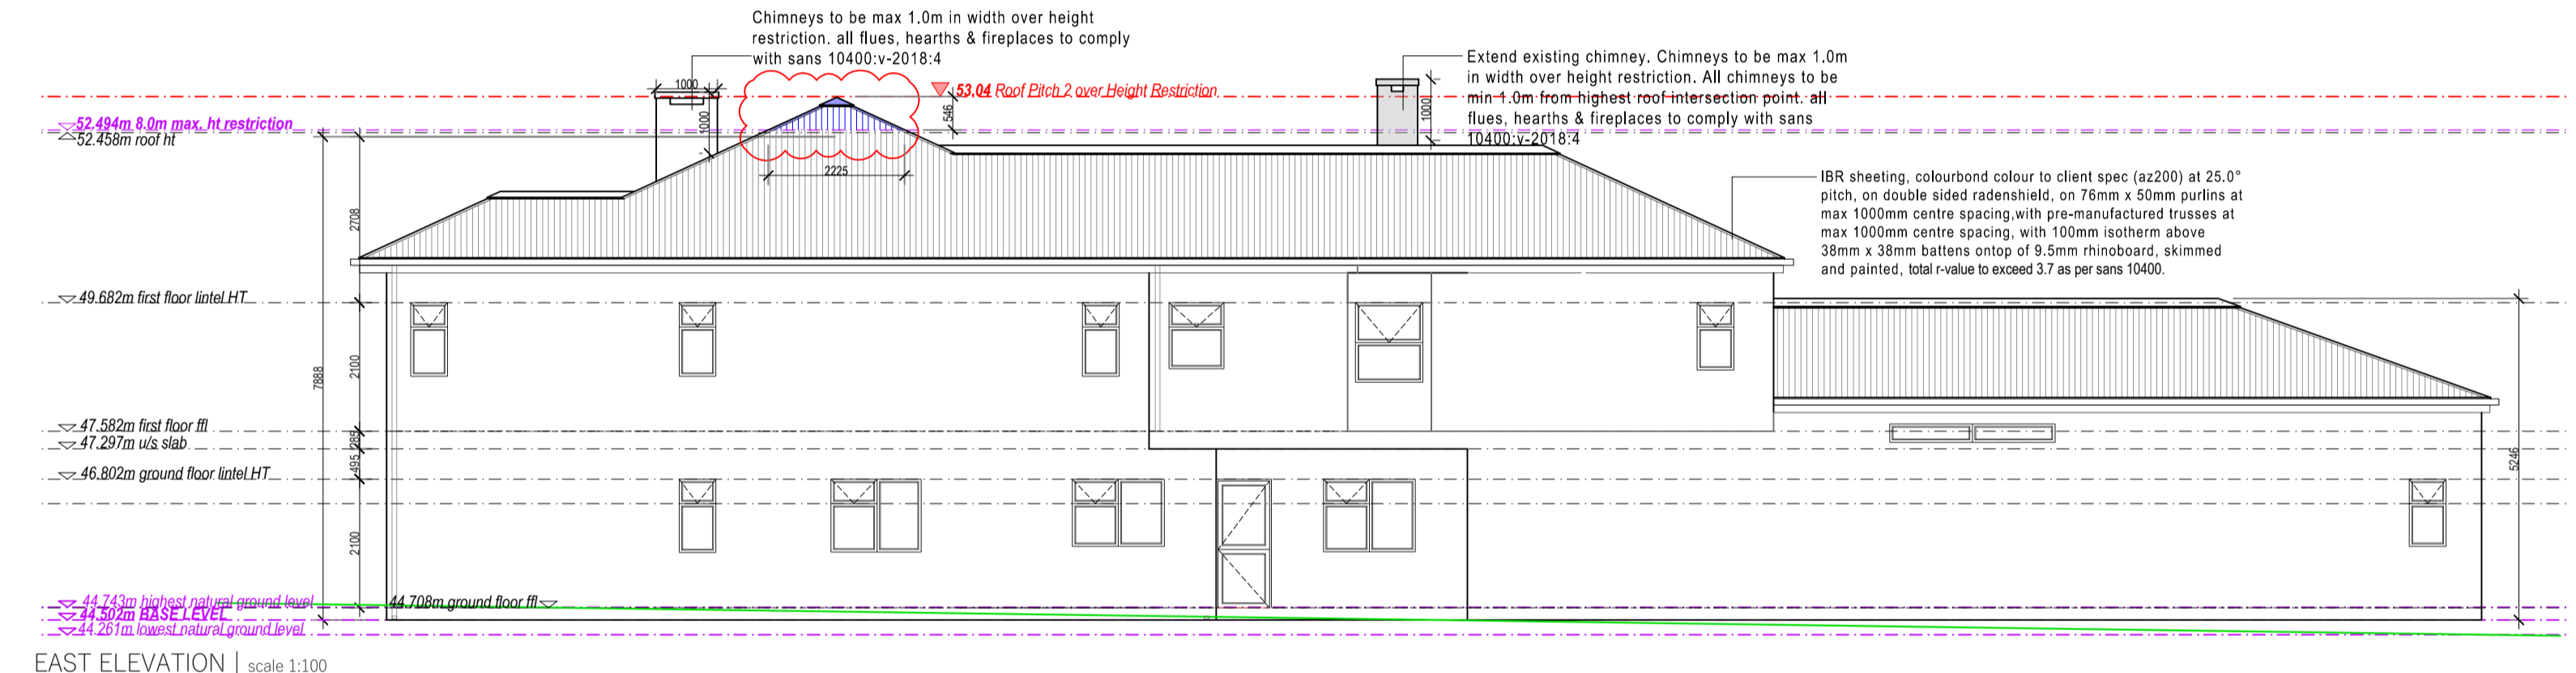 Chimneys to be max 1.0m in width over height
restriction. all flues, hearths & fireplaces to comply
with sans 10400:v-2018:4
Extend existing chimney. Chimneys to be max 1.0m
in width over height restriction. All chimneys to be
min 1.0m from highest roof intersection point. all
flues, hearths & fireplaces to comply with sans
10400:v-2018:4
1000
1000
53.04 Roof Pitch 2 over Height Restriction
546
1000
2225
52.494m 8.0m max. ht restriction
52.458m roof ht
IBR sheeting, colourbond colour to client spec (az200) at 25.0°
pitch, on double sided radenshield, on 76mm x 50mm purlins at
max 1000mm centre spacing,with pre-manufactured trusses at
max 1000mm centre spacing, with 100mm isotherm above
38mm x 38mm battens ontop of 9.5mm rhinoboard, skimmed
and painted, total r-value to exceed 3.7 as per sans 10400.
2708
49.682m first floor lintel HT
2100
7888
47.582m first floor ffl
285
47.297m u/s slab
495
46.802m ground floor lintel HT
5246
2100
44.743m highest natural ground level
44.708m ground floor ffl
44.502m BASE LEVEL
44.261m lowest natural ground level
EAST ELEVATION | scale 1:100